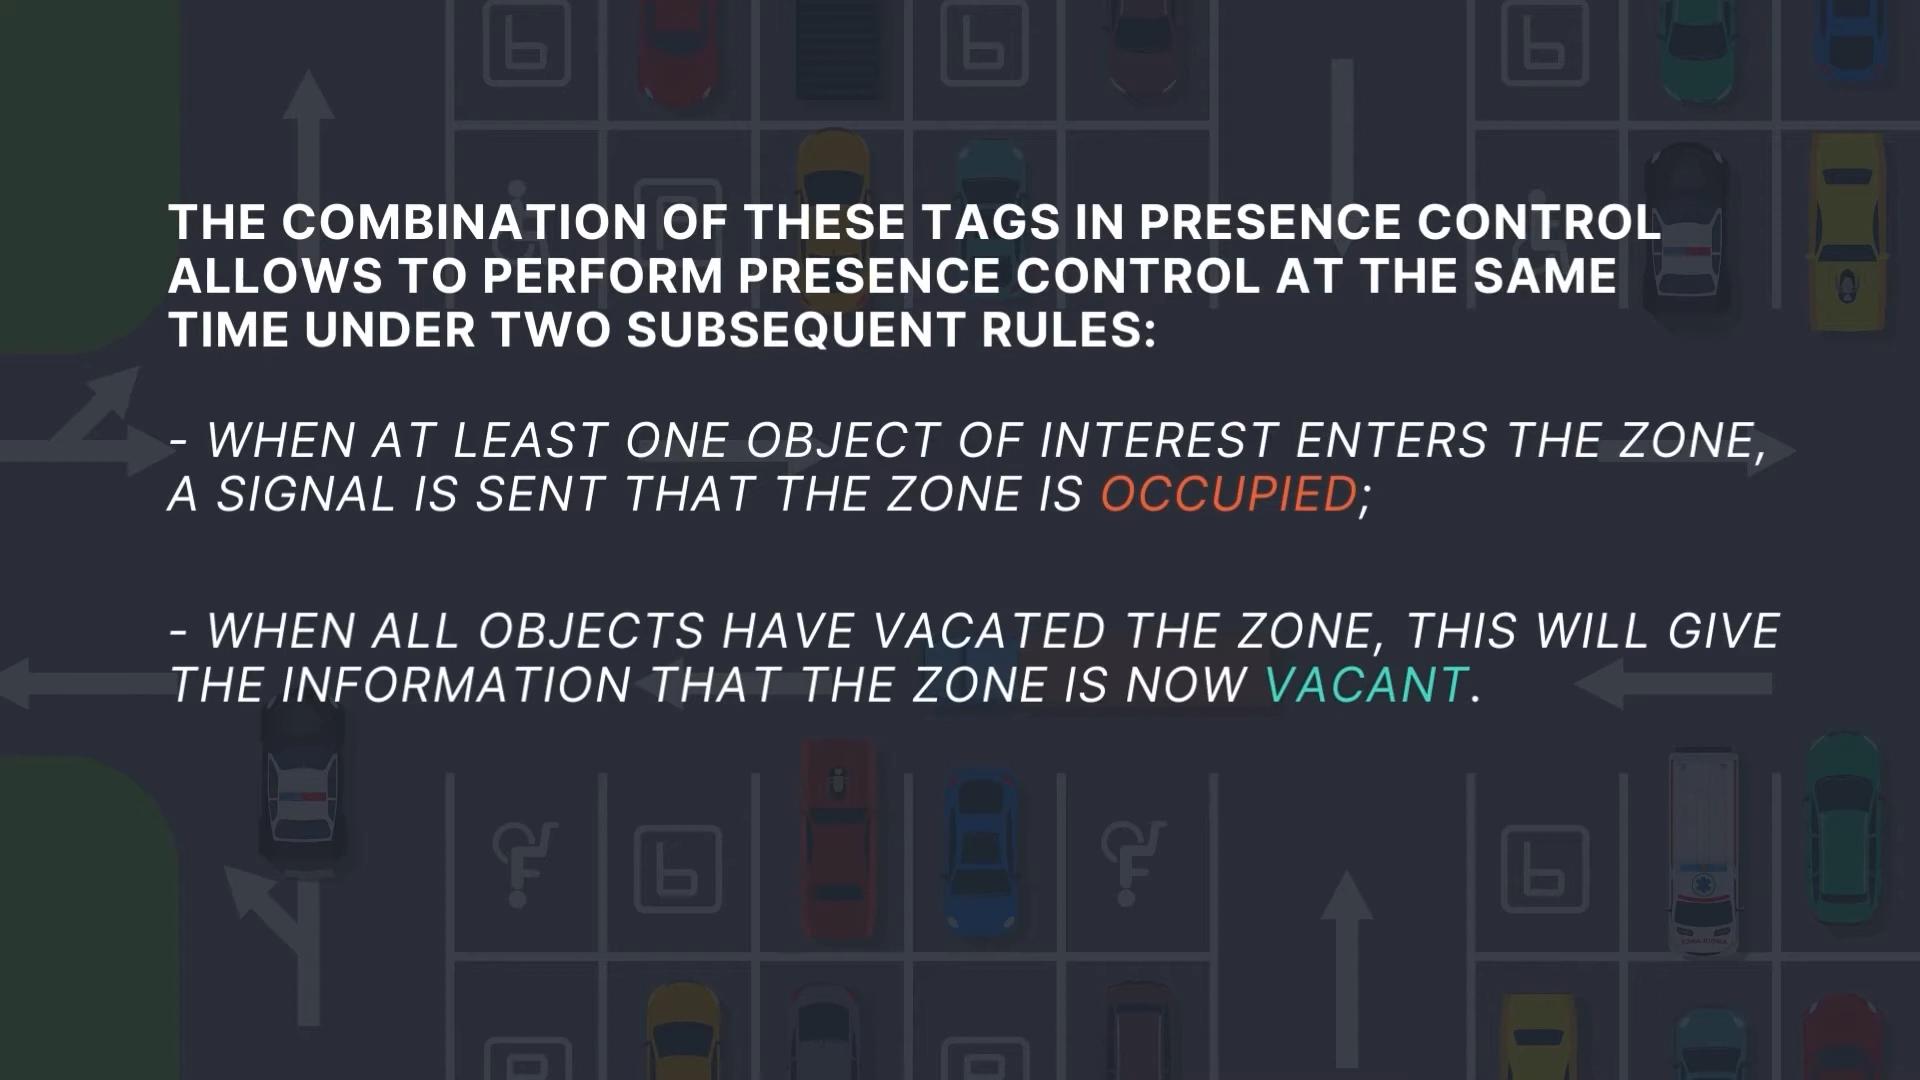 THE COMBINATION OF THESE TAGS IN PRESENCE CONTROL
ALLOWS TO PERFORM PRESENCE CONTROL AT THE SAME
TIME UNDER TWO SUBSEQUENT RULES:
- WHEN AT LEAST ONE OBJECT OF INTEREST ENTERS THE ZONE,
A SIGNAL IS SENT THAT THE ZONE IS OCCUPIED;
- WHEN ALL OBJECTS HAVE VACATED THE ZONE, THIS WILL GIVE
THE INFORMATION THAT THE ZONE IS NOW VACANT.